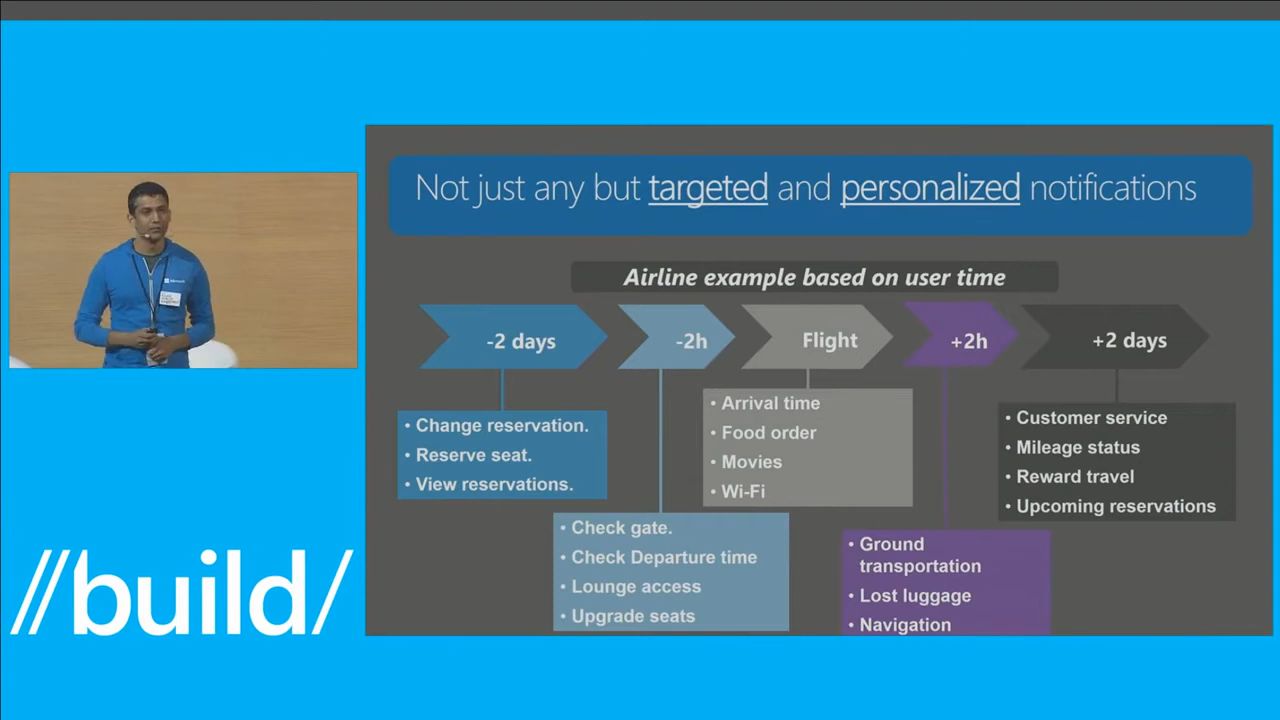 Not just any but targeted and personalized notifications
Airline example based on user time
-2 days
-2h
Flight
+2h
+2 days
• Change reservation.
• Reserve seat.
• View reservations.
• Check gate.
• Check Departure time
• Lounge access
• Upgrade seats
• Arrival time
• Food order
• Movies
• Wi-Fi
• Ground
transportation
• Lost luggage
• Navigation
• Customer service
• Mileage status
• Reward travel
• Upcoming reservations
Microsoft
//build/